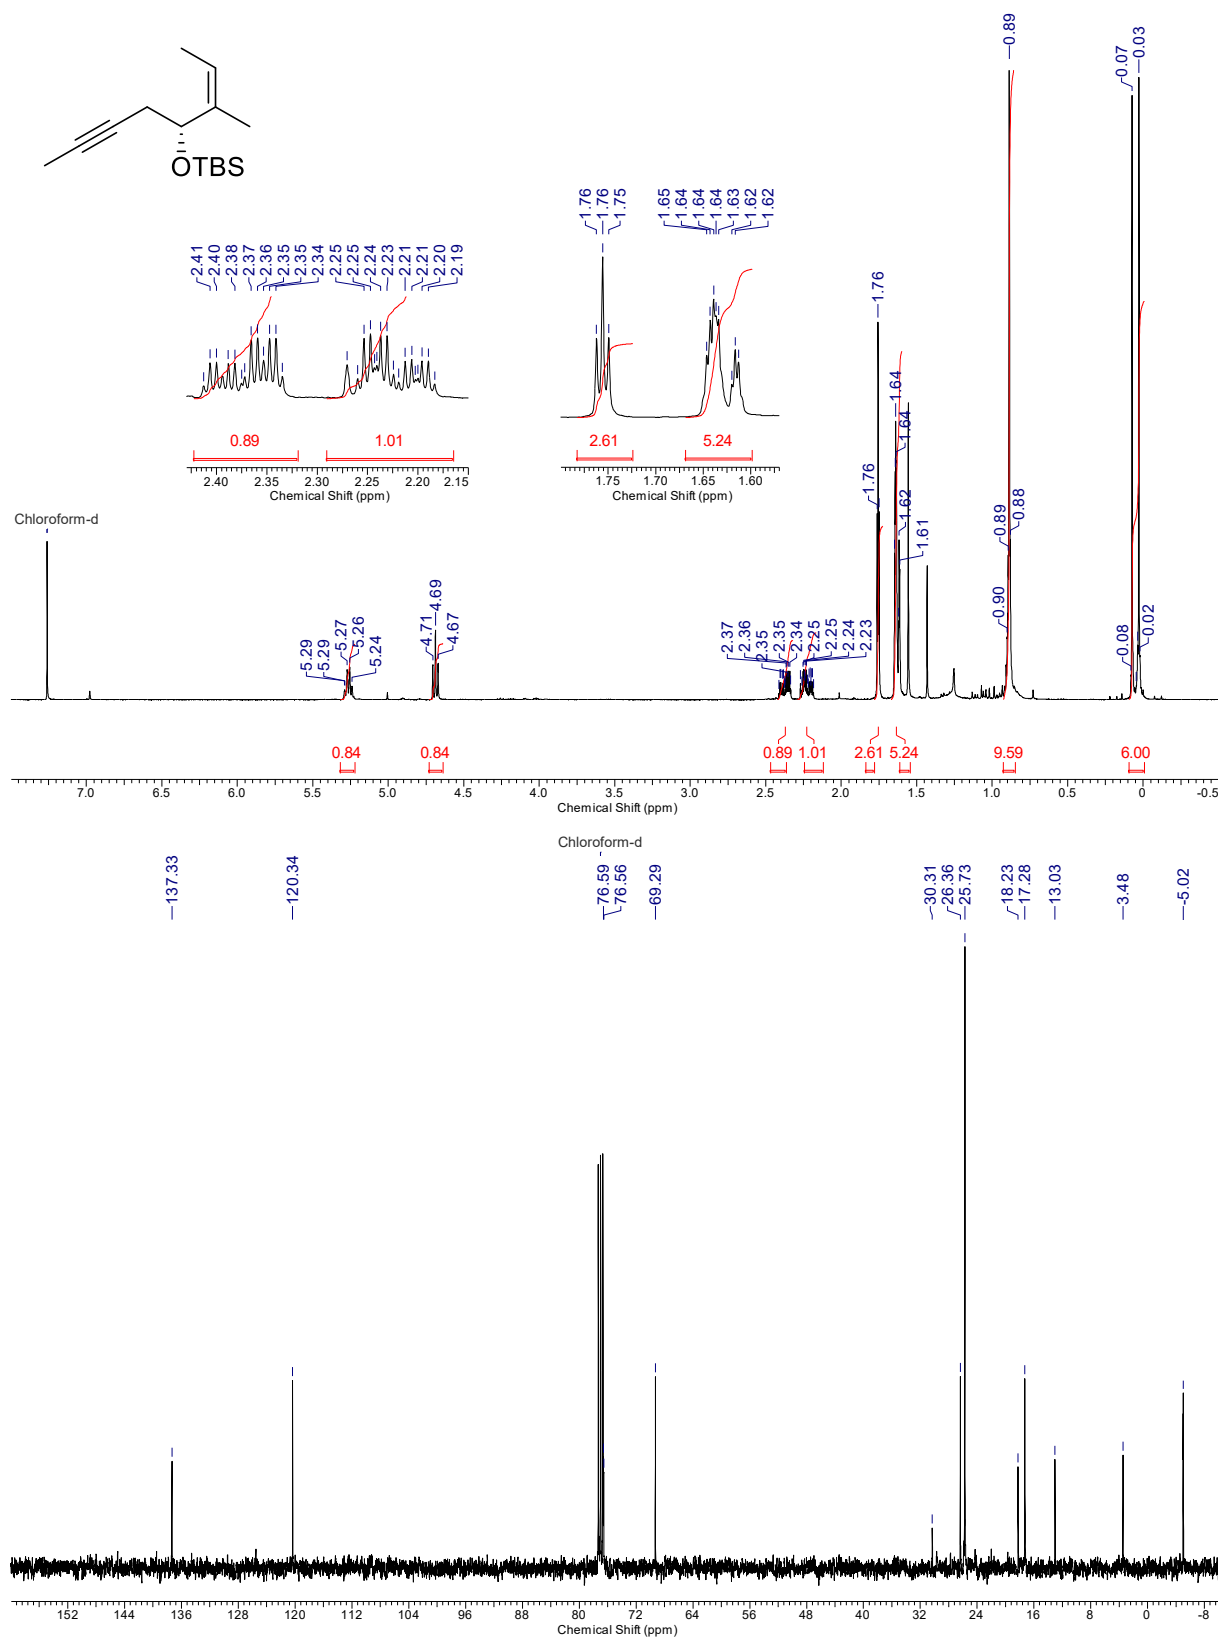 OTBS
2.41 2.40 2.38 2.37 2.36 2.35 2.35 2.34 2.25 2.25 2.24 2.23 2.21 2.21 2.20 2.19
0.89 1.01
2.40 2.35 2.30 2.25 2.20 2.15
Chemical Shift (ppm)
1.76 1.76 1.75 1.65 1.64 1.64 1.64 1.63 1.62 1.62
2.61 5.24
1.75 1.70 1.65 1.60
Chemical Shift (ppm)
Chloroform-d
5.29 5.29 5.27 5.26 5.24 4.71 4.69 4.67 2.37 2.36 2.35 2.35 2.34 2.25 2.25 2.24 2.23 1.76 1.76 1.64 1.64 1.62 1.61 0.90 0.89 0.89 0.88 0.08 0.07 0.03 0.02
0.84 0.84 0.89 1.01 2.61 5.24 9.59 6.00
7.0 6.5 6.0 5.5 5.0 4.5 4.0 3.5 3.0 2.5 2.0 1.5 1.0 0.5 0 -0.5
Chemical Shift (ppm)
Chloroform-d
137.33 120.34 76.59 76.56 69.29 30.31 26.36 25.73 18.23 17.28 13.03 3.48 -5.02
152 144 136 128 120 112 104 96 88 80 72 64 56 48 40 32 24 16 8 0 -8
Chemical Shift (ppm)